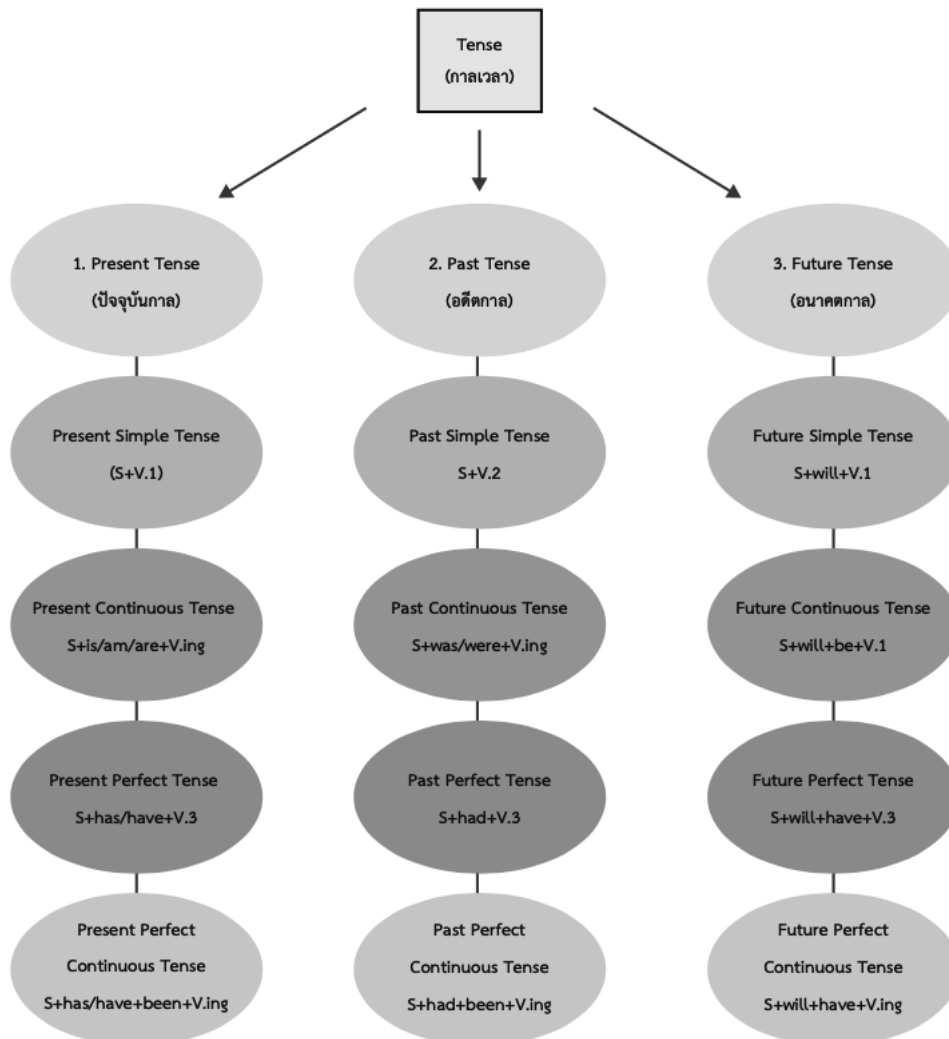 Tense
(กาลเวลา)
1. Present Tense
(ปัจจุบันกาล)
2. Past Tense
(อดีตกาล)
3. Future Tense
(อนาคตกาล)
Present Simple Tense
(S+V.1)
Past Simple Tense
S+V.2
Future Simple Tense
S+will+V.1
Present Continuous Tense
S+is/am/are+V.ing
Past Continuous Tense
S+was/were+V.ing
Future Continuous Tense
S+will+be+V.1
Present Perfect Tense
S+has/have+V.3
Past Perfect Tense
S+had+V.3
Future Perfect Tense
S+will+have+V.3
Present Perfect
Continuous Tense
S+has/have+been+V.ing
Past Perfect
Continuous Tense
S+had+been+V.ing
Future Perfect
Continuous Tense
S+will+have+V.ing